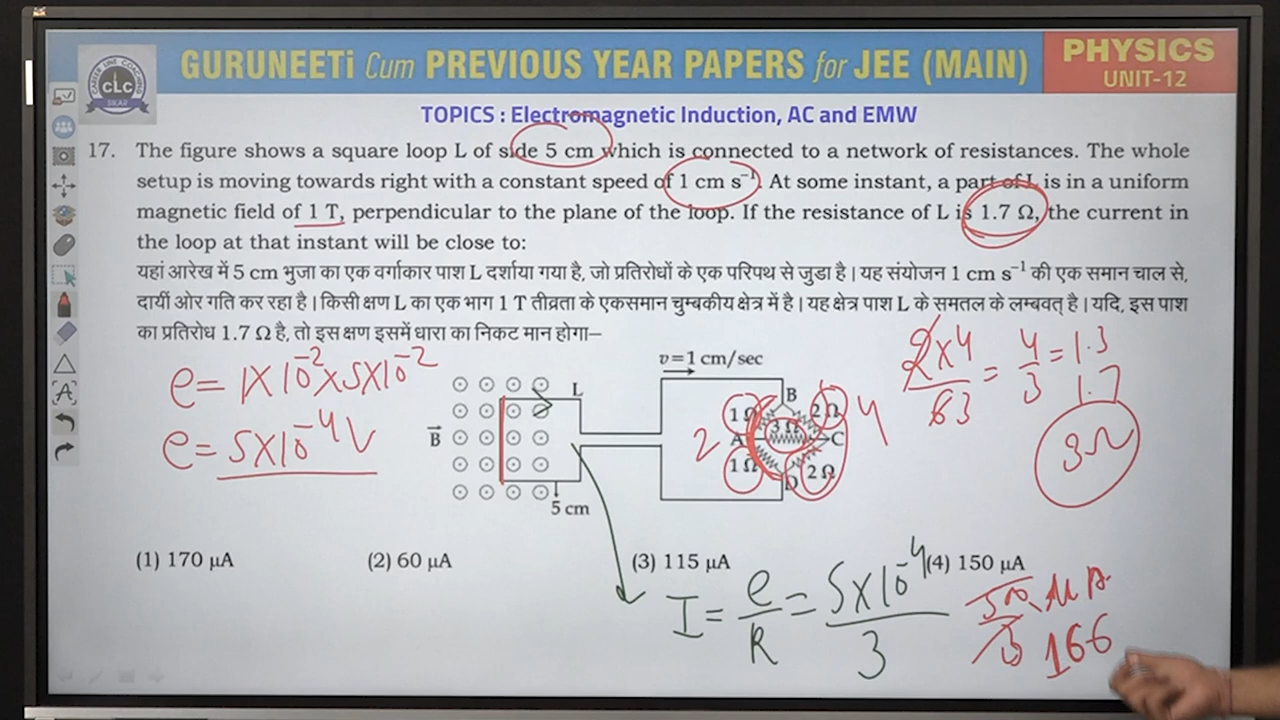 GURUNEETi Cum PREVIOUS YEAR PAPERS for JEE (MAIN)
PHYSICS
UNIT-12
CLC
SIKAR
TOPICS : Electromagnetic Induction, AC and EMW
17. The figure shows a square loop L of side 5 cm which is connected to a network of resistances. The whole
setup is moving towards right with a constant speed of 1 cm s⁻¹. At some instant, a part of L is in a uniform
magnetic field of 1 T, perpendicular to the plane of the loop. If the resistance of L is 1.7 Ω, the current in
the loop at that instant will be close to:
यहां आरेख में 5 cm भुजा का एक वर्गाकार पाश L दर्शाया गया है, जो प्रतिरोधों के एक परिपथ से जुडा है। यह संयोजन 1 cm s⁻¹ की एक समान चाल से,
दार्यी ओर गति कर रहा है। किसी क्षण L का एक भाग 1 T तीव्रता के एकसमान चुम्बकीय क्षेत्र में है। यह क्षेत्र पाश L के समतल के लम्बवत् है। यदि, इस पाश
का प्रतिरोध 1.7 Ω है, तो इस क्षण इसमें धारा का निकट मान होगा–
e = 1×10⁻²×5×10⁻²
e = 5×10⁻⁴ V
v=1 cm/sec
L
B
B
1 Ω
2 Ω
3 Ω
A
C
1 Ω
2 Ω
D
5 cm
2
4
2×4/63 = 4/3 = 1.3
1.7
3Ω
(1) 170 μA
(2) 60 μA
(3) 115 μA
(4) 150 μA
I = e/R = 5×10⁻⁴/3
500/3 μA
166